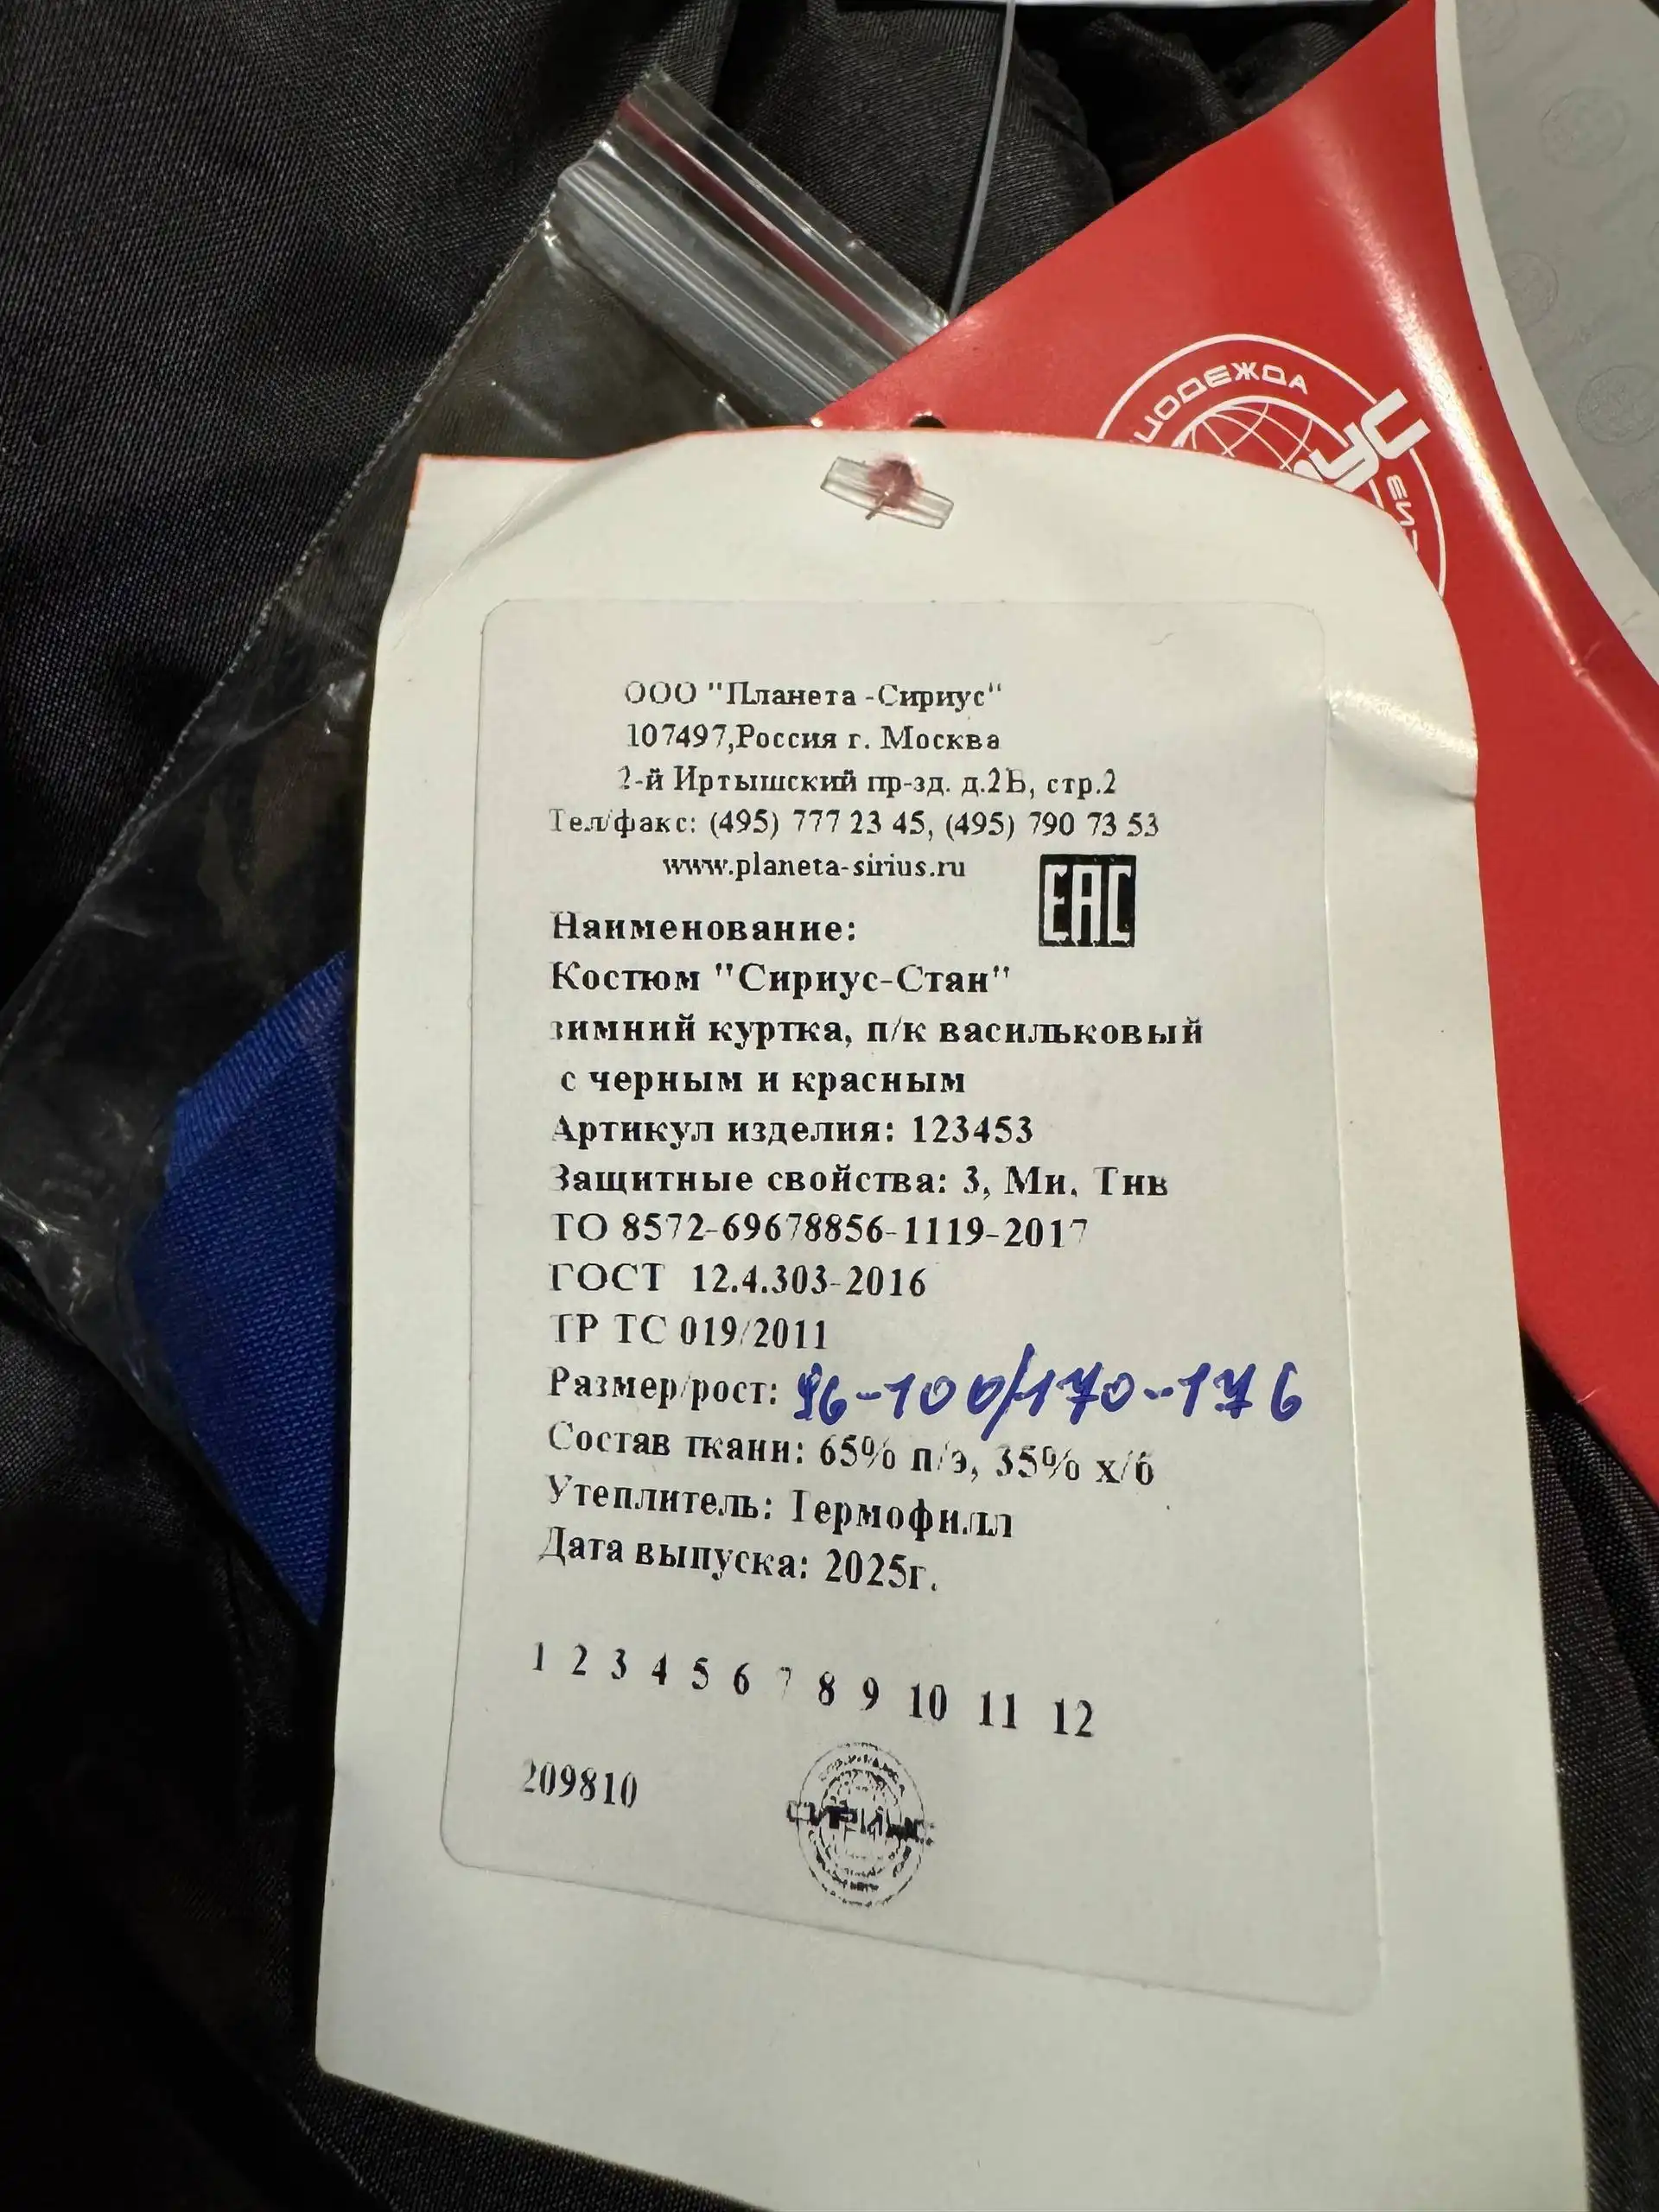 ООО "Планета -Сириус"
107497,Россия г. Москва
2-й Иртышский пр-зд. д.2Б, стр.2
Тел/факс: (495) 777 23 45, (495) 790 73 53
www.planeta-sirius.ru
EAC
Наименование:
Костюм "Сириус-Стан"
зимний куртка, п/к васильковый
с черным и красным
Артикул изделия: 123453
Защитные свойства: З, Ми, Тнв
ТО 8572-69678856-1119-2017
ГОСТ 12.4.303-2016
ТР ТС 019/2011
Размер/рост: 96-100/170-176
Состав ткани: 65% п/э, 35% х/б
Утеплитель: Термофилл
Дата выпуска: 2025г.
1 2 3 4 5 6 7 8 9 10 11 12
209810
СИРИУС